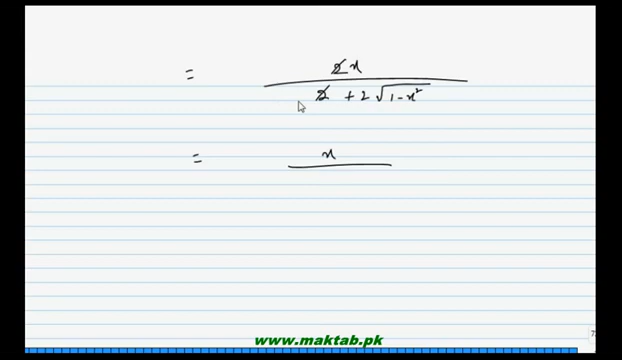 = 2x
2 + 2√1-x²
= x
www.maktab.pk